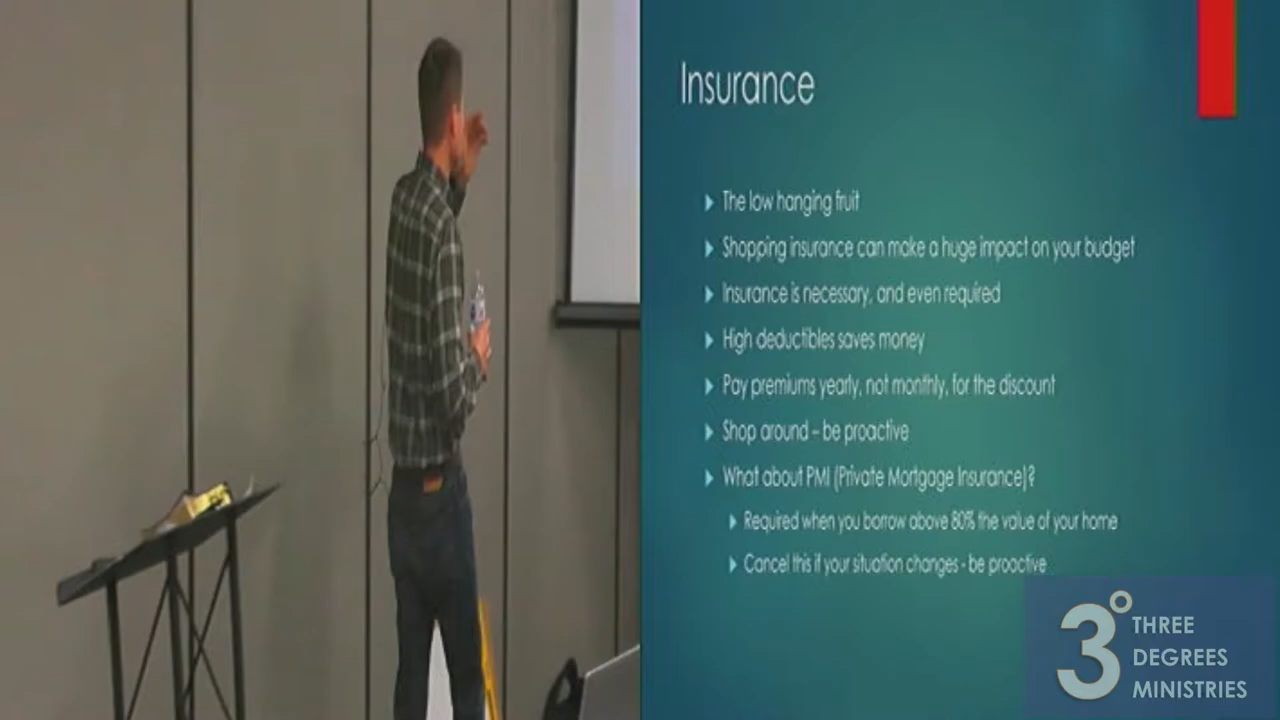 Insurance
The low hanging fruit
Shopping insurance can make a huge impact on your budget
Insurance is necessary, and even required
High deductibles saves money
Pay premiums yearly, not monthly, for the discount
Shop around – be proactive
What about PMI (Private Mortgage Insurance)?
Required when you borrow above 80% the value of your home
Cancel this if your situation changes - be proactive
3°
THREE
DEGREES
MINISTRIES